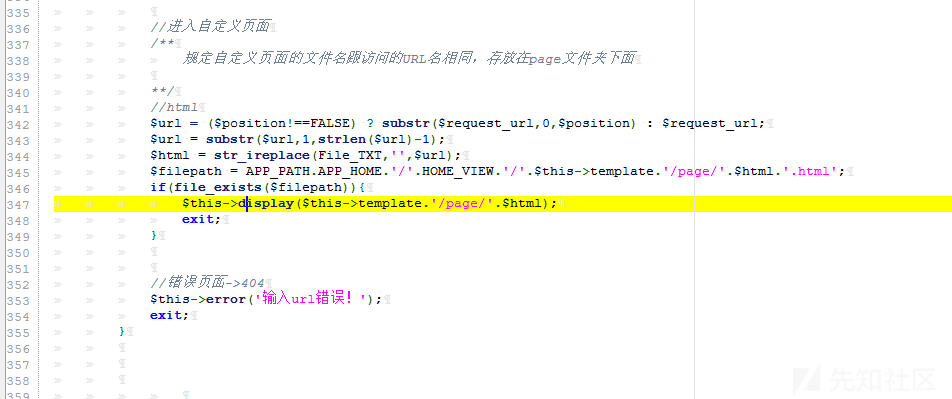 335
336 //进入自定义页面
337 /**
338 规定自定义页面的文件名跟访问的URL名相同，存放在page文件夹下面
339
340 **/
341 //html
342 $url = ($position!==FALSE) ? substr($request_url,0,$position) : $request_url;
343 $url = substr($url,1,strlen($url)-1);
344 $html = str_ireplace(File_TXT,'',$url);
345 $filepath = APP_PATH.APP_HOME.'/'.HOME_VIEW.'/'.$this->template.'/page/'.$html.'.html';
346 if(file_exists($filepath)){
347 $this->display($this->template.'/page/'.$html);
348 exit;
349 }
350
351
352 //错误页面->404
353 $this->error('输入url错误！');
354 exit;
355 }
356
357
358
359
先知社区